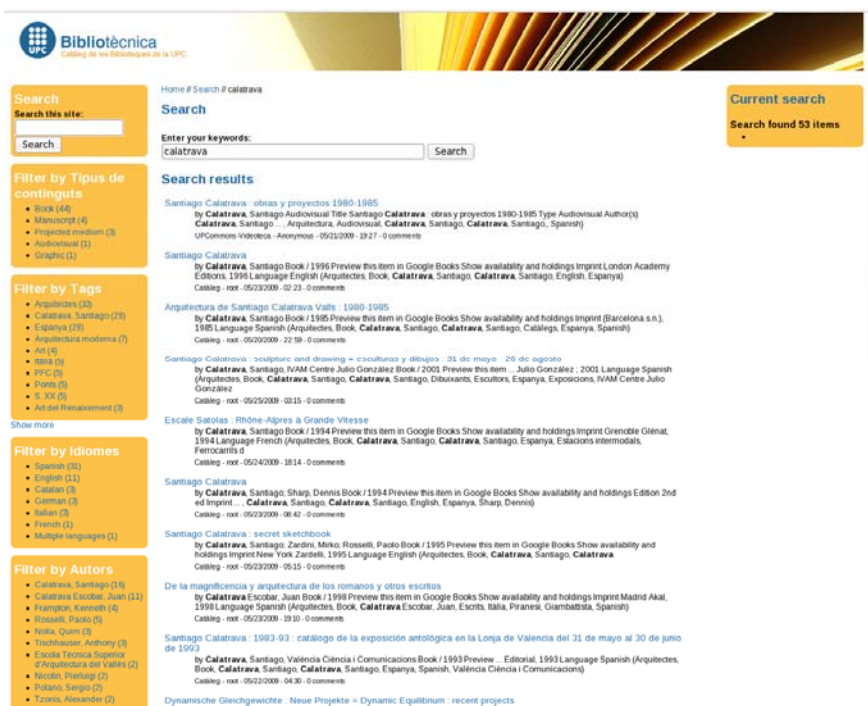 UPC
Bibliotècnica
Catàleg de les Biblioteques de la UPC
Search
Search this site:
Search
Filter by Tipus de
continguts
Book (44)
Manuscript (4)
Projected medium (3)
Audiovisual (1)
Graphic (1)
Filter by Tags
Arquitectes (33)
Calatrava, Santiago (29)
Espanya (29)
Arquitectura moderna (7)
Art (4)
Itàlia (5)
PFC (5)
Ponts (5)
S. XX (5)
Art del Renaixement (3)
Show more
Filter by Idiomes
Spanish (31)
English (11)
Catalan (3)
German (3)
Italian (3)
French (1)
Multiple languages (1)
Filter by Autors
Calatrava, Santiago (16)
Calatrava Escobar, Juan (11)
Frampton, Kenneth (4)
Rosselli, Paolo (5)
Nolla, Quim (3)
Tischhauser, Anthony (3)
Escola Tècnica Superior
d'Arquitectura del Vallès (2)
Nicolin, Pierluigi (2)
Polano, Sergio (2)
Tzonis, Alexander (2)
Home // Search // calatrava
Search
Enter your keywords:
calatrava
Search
Search results
Santiago Calatrava : obras y proyectos 1980-1985
by Calatrava, Santiago Audiovisual Title Santiago Calatrava : obras y proyectos 1980-1985 Type Audiovisual Author(s)
Calatrava, Santiago ... , Arquitectura, Audiovisual, Calatrava, Santiago, Calatrava, Santiago,, Spanish)
UPCommons-Videoteca - Anonymous - 05/21/2009 - 19:27 - 0 comments
Santiago Calatrava
by Calatrava, Santiago Book / 1996 Preview this item in Google Books Show availability and holdings Imprint London Academy
Editions, 1996 Language English (Arquitectes, Book, Calatrava, Santiago, Calatrava, Santiago, English, Espanya)
Catàleg - root - 05/23/2009 - 02:23 - 0 comments
Arquitectura de Santiago Calatrava Valls : 1980-1985
by Calatrava, Santiago Book / 1985 Preview this item in Google Books Show availability and holdings Imprint (Barcelona s.n.),
1985 Language Spanish (Arquitectes, Book, Calatrava, Santiago, Calatrava, Santiago, Catàlegs, Espanya, Spanish)
Catàleg - root - 05/20/2009 - 22:59 - 0 comments
Santiago Calatrava : sculpture and drawing = esculturas y dibujos : 31 de mayo - 26 de agosto
by Calatrava, Santiago, IVAM Centre Julio González Book / 2001 Preview this item ... Julio González ; 2001 Language Spanish
(Arquitectes, Book, Calatrava, Santiago, Calatrava, Santiago, Dibuixants, Escultors, Espanya, Exposicions, IVAM Centre Julio
González
Catàleg - root - 05/25/2009 - 03:15 - 0 comments
Escale Satolas : Rhône-Alpres à Grande Vitesse
by Calatrava, Santiago Book / 1994 Preview this item in Google Books Show availability and holdings Imprint Grenoble Glénat,
1994 Language French (Arquitectes, Book, Calatrava, Santiago, Calatrava, Santiago, Espanya, Estacions intermodals,
Ferrocarrils d
Catàleg - root - 05/24/2009 - 18:14 - 0 comments
Santiago Calatrava
by Calatrava, Santiago; Sharp, Dennis Book / 1994 Preview this item in Google Books Show availability and holdings Edition 2nd
ed Imprint ... , Calatrava, Santiago, Calatrava, Santiago, English, Espanya, Sharp, Dennis)
Catàleg - root - 05/23/2009 - 08:42 - 0 comments
Santiago Calatrava : secret sketchbook
by Calatrava, Santiago; Zardini, Mirko; Rosselli, Paolo Book / 1995 Preview this item in Google Books Show availability and
holdings Imprint New York Zardelli, 1995 Language English (Arquitectes, Book, Calatrava, Santiago, Calatrava
Catàleg - root - 05/23/2009 - 05:15 - 0 comments
De la magnificencia y arquitectura de los romanos y otros escritos
by Calatrava Escobar, Juan Book / 1998 Preview this item in Google Books Show availability and holdings Imprint Madrid Akal,
1998 Language Spanish (Arquitectes, Book, Calatrava Escobar, Juan, Escrits, Itàlia, Piranesi, Giambattista, Spanish)
Catàleg - root - 05/23/2009 - 19:10 - 0 comments
Santiago Calatrava : 1983-93 : catálogo de la exposición antológica en la Lonja de Valencia del 31 de mayo al 30 de junio
de 1993
by Calatrava, Santiago, València Ciència i Comunicacions Book / 1993 Preview ... Editorial, 1993 Language Spanish (Arquitectes,
Book, Calatrava, Santiago, Calatrava, Santiago, Espanya, Spanish, València Ciència i Comunicacions)
Catàleg - root - 05/22/2009 - 04:30 - 0 comments
Dynamische Gleichgewichte : Neue Projekte = Dynamic Equilibrium : recent projects
Current search
Search found 53 items